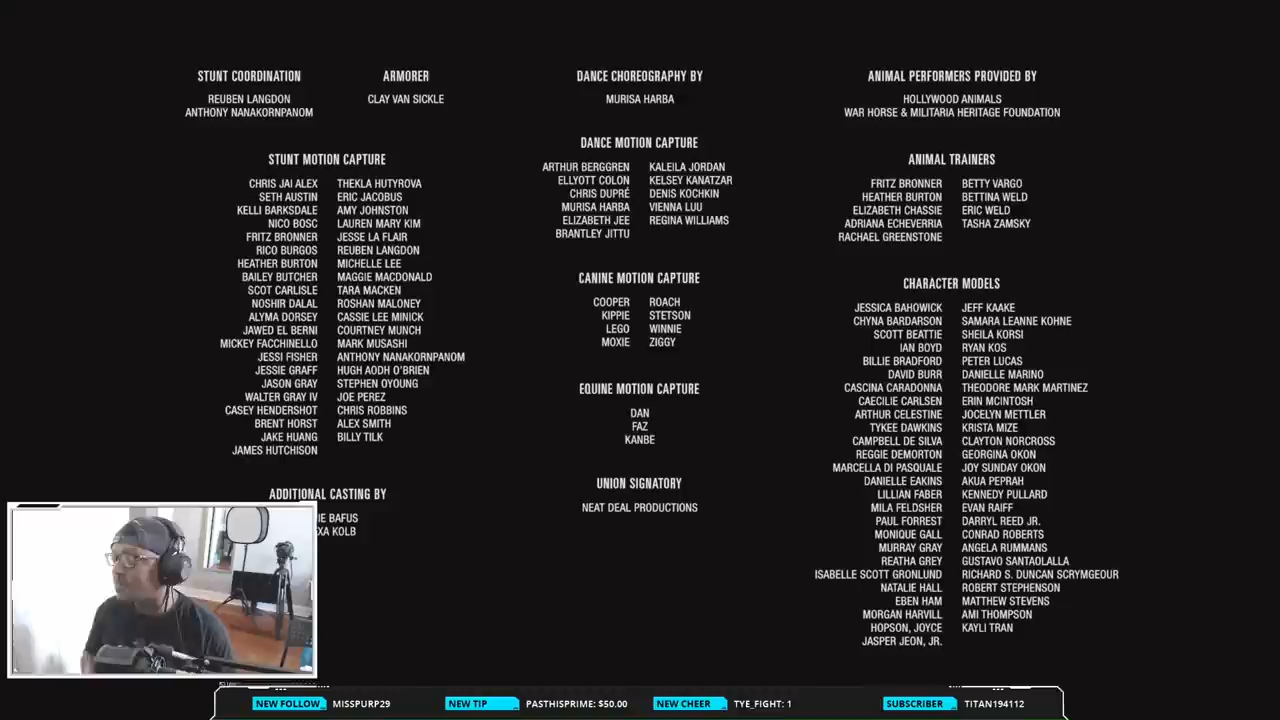 STUNT COORDINATION
REUBEN LANGDON
ANTHONY NANAKORNPANOM
ARMORER
CLAY VAN SICKLE
STUNT MOTION CAPTURE
CHRIS JAI ALEX THEKLA HUTYROVA
SETH AUSTIN ERIC JACOBUS
KELLI BARKSDALE AMY JOHNSTON
NICO BOSC LAUREN MARY KIM
FRITZ BRONNER JESSE LA FLAIR
RICO BURGOS REUBEN LANGDON
HEATHER BURTON MICHELLE LEE
BAILEY BUTCHER MAGGIE MACDONALD
SCOT CARLISLE TARA MACKEN
NOSHIR DALAL ROSHAN MALONEY
ALYMA DORSEY CASSIE LEE MINICK
JAWED EL BERNI COURTNEY MUNCH
MICKEY FACCHINELLO MARK MUSASHI
JESSI FISHER ANTHONY NANAKORNPANOM
JESSIE GRAFF HUGH AODH O'BRIEN
JASON GRAY STEPHEN OYOUNG
WALTER GRAY IV JOE PEREZ
CASEY HENDERSHOT CHRIS ROBBINS
BRENT HORST ALEX SMITH
JAKE HUANG BILLY TILK
JAMES HUTCHISON
ADDITIONAL CASTING BY
IE BAFUS
XA KOLB
DANCE CHOREOGRAPHY BY
MURISA HARBA
DANCE MOTION CAPTURE
ARTHUR BERGGREN KALEILA JORDAN
ELLYOTT COLON KELSEY KANATZAR
CHRIS DUPRÉ DENIS KOCHKIN
MURISA HARBA VIENNA LUU
ELIZABETH JEE REGINA WILLIAMS
BRANTLEY JITTU
CANINE MOTION CAPTURE
COOPER ROACH
KIPPIE STETSON
LEGO WINNIE
MOXIE ZIGGY
EQUINE MOTION CAPTURE
DAN
FAZ
KANBE
UNION SIGNATORY
NEAT DEAL PRODUCTIONS
ANIMAL PERFORMERS PROVIDED BY
HOLLYWOOD ANIMALS
WAR HORSE & MILITARIA HERITAGE FOUNDATION
ANIMAL TRAINERS
FRITZ BRONNER BETTY VARGO
HEATHER BURTON BETTINA WELD
ELIZABETH CHASSIE ERIC WELD
ADRIANA ECHEVERRIA TASHA ZAMSKY
RACHAEL GREENSTONE
CHARACTER MODELS
JESSICA BAHOWICK JEFF KAAKE
CHYNA BARDARSON SAMARA LEANNE KOHNE
SCOTT BEATTIE SHEILA KORSI
IAN BOYD RYAN KOS
BILLIE BRADFORD PETER LUCAS
DAVID BURR DANIELLE MARINO
CASCINA CARADONNA THEODORE MARK MARTINEZ
CAECILIE CARLSEN ERIN MCINTOSH
ARTHUR CELESTINE JOCELYN METTLER
TYKEE DAWKINS KRISTA MIZE
CAMPBELL DE SILVA CLAYTON NORCROSS
REGGIE DEMORTON GEORGINA OKON
MARCELLA DI PASQUALE JOY SUNDAY OKON
DANIELLE EAKINS AKUA PEPRAH
LILLIAN FABER KENNEDY PULLARD
MILA FELDSHER EVAN RAIFF
PAUL FORREST DARRYL REED JR.
MONIQUE GALL CONRAD ROBERTS
MURRAY GRAY ANGELA RUMMANS
REATHA GREY GUSTAVO SANTAOLALLA
ISABELLE SCOTT GRONLUND RICHARD S. DUNCAN SCRYMGEOUR
NATALIE HALL ROBERT STEPHENSON
EBEN HAM MATTHEW STEVENS
MORGAN HARVILL AMI THOMPSON
HOPSON, JOYCE KAYLI TRAN
JASPER JEON, JR.
NEW FOLLOW MISSPURP29 NEW TIP PASTHISPRIME: $50.00 NEW CHEER TYE_FIGHT: 1 SUBSCRIBER TITAN194112